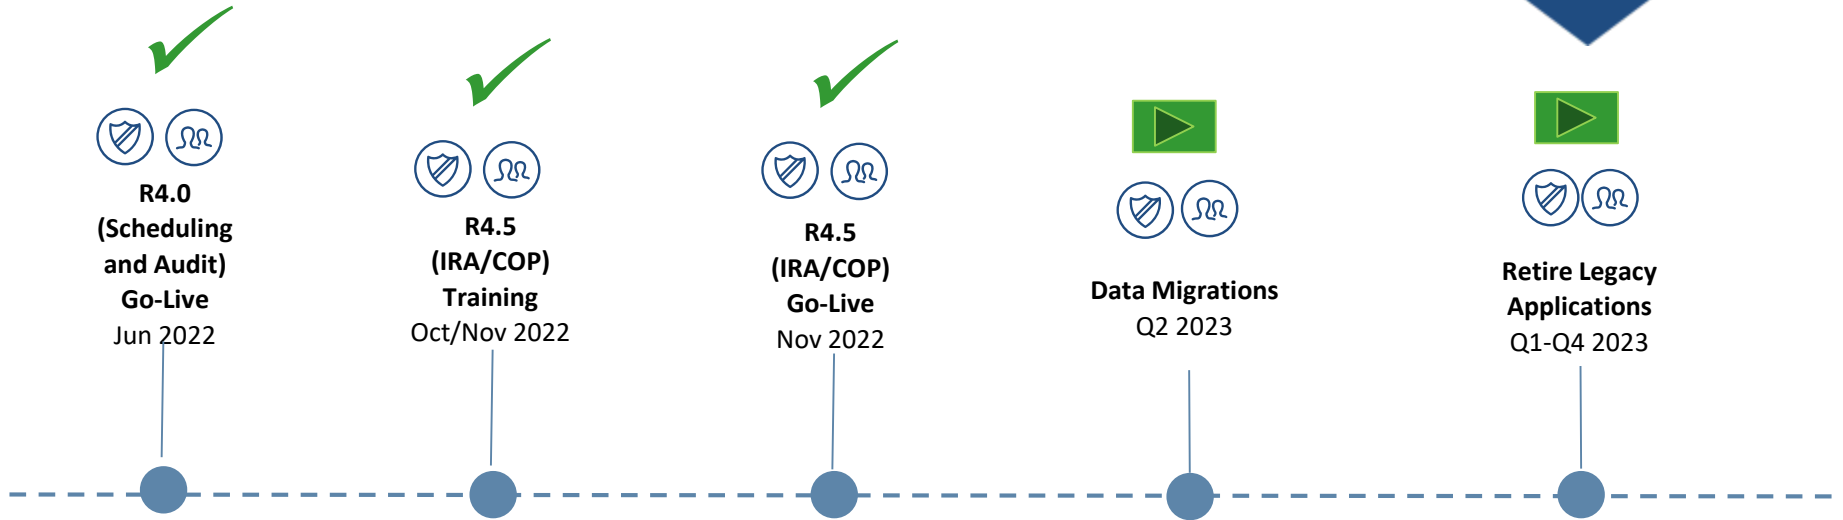 R4.0
(Scheduling
and Audit)
Go-Live
Jun 2022
R4.5
(IRA/COP)
Training
Oct/Nov 2022
R4.5
(IRA/COP)
Go-Live
Nov 2022
Data Migrations
Q2 2023
Retire Legacy
Applications
Q1-Q4 2023